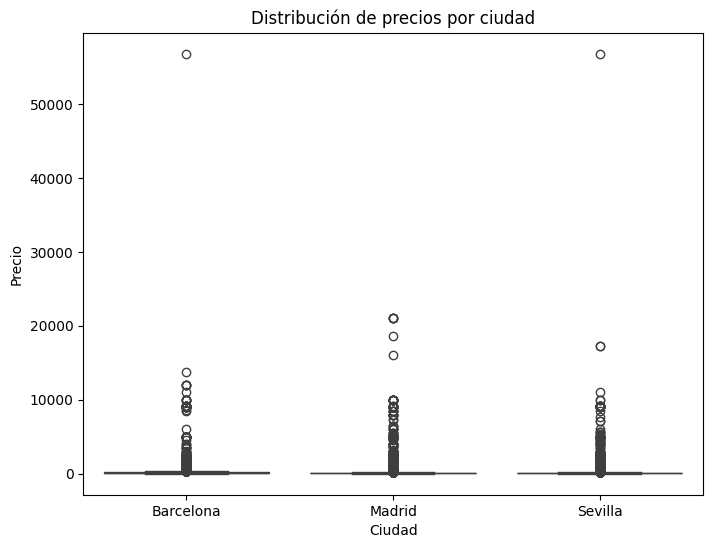 Distribución de precios por ciudad
Precio
50000
40000
30000
20000
10000
0
Barcelona Madrid Sevilla
Ciudad